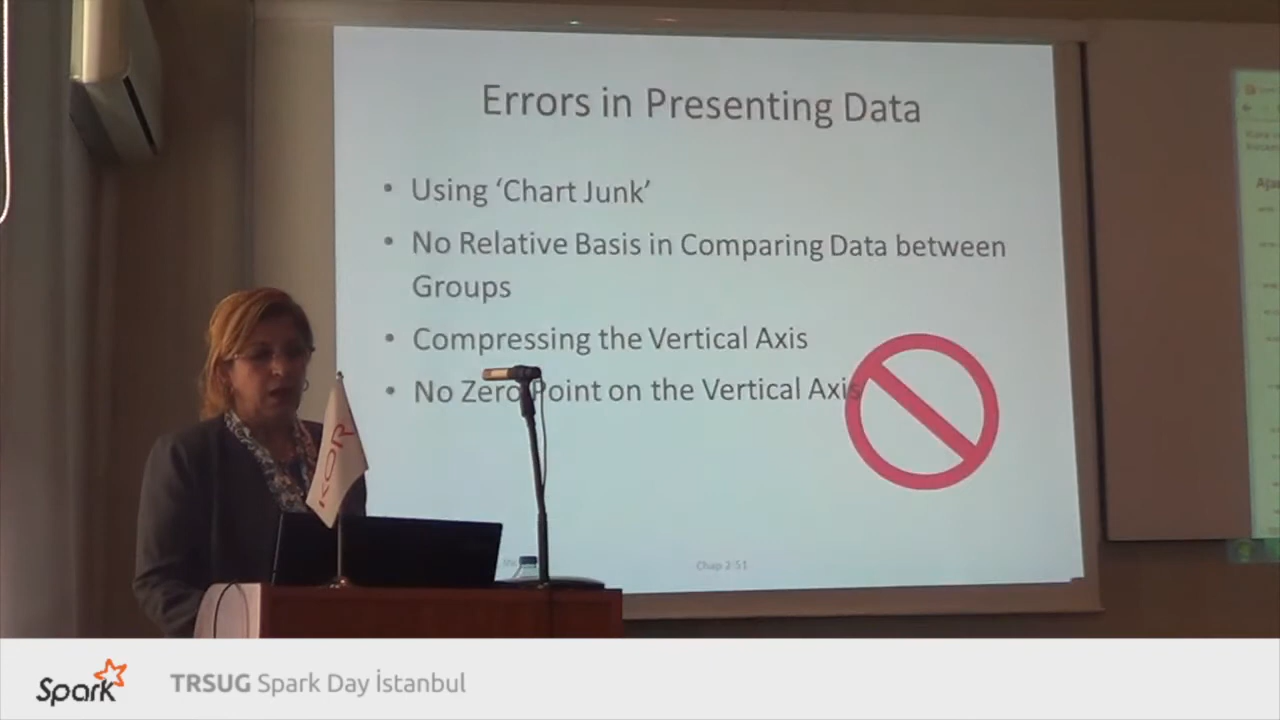 Errors in Presenting Data
• Using ‘Chart Junk’
• No Relative Basis in Comparing Data between
Groups
• Compressing the Vertical Axis
• No Zero Point on the Vertical Axis
KOR
Chap 2-51
Spark
TRSUG Spark Day İstanbul